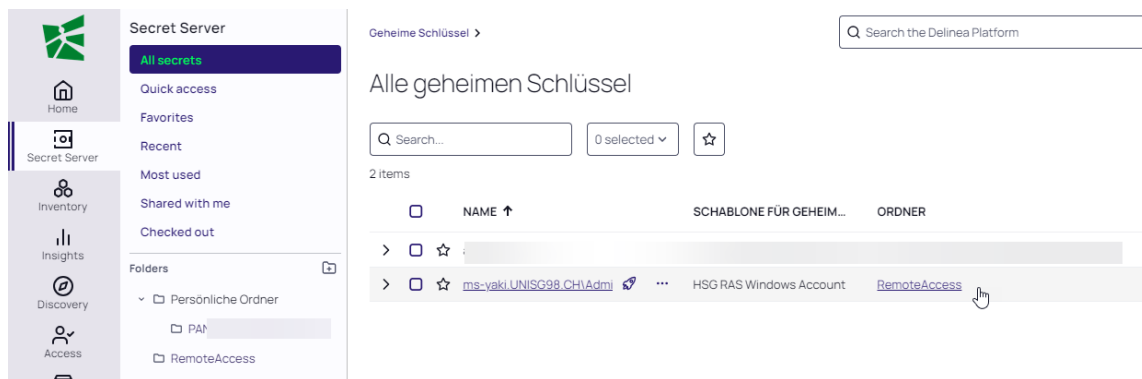 Secret Server
All secrets
Quick access
Favorites
Recent
Most used
Shared with me
Checked out
Folders
Persönliche Ordner
RemoteAccess
Home
Secret Server
Inventory
Insights
Discovery
Access
Geheime Schlüssel
Search the Delinea Platform
Alle geheimen Schlüssel
Search...
0 selected
2 items
NAME SCHABLONE FÜR GEHEIM... ORDNER
ms-yaki.UNISG98.CH\Admi ... HSG RAS Windows Account RemoteAccess